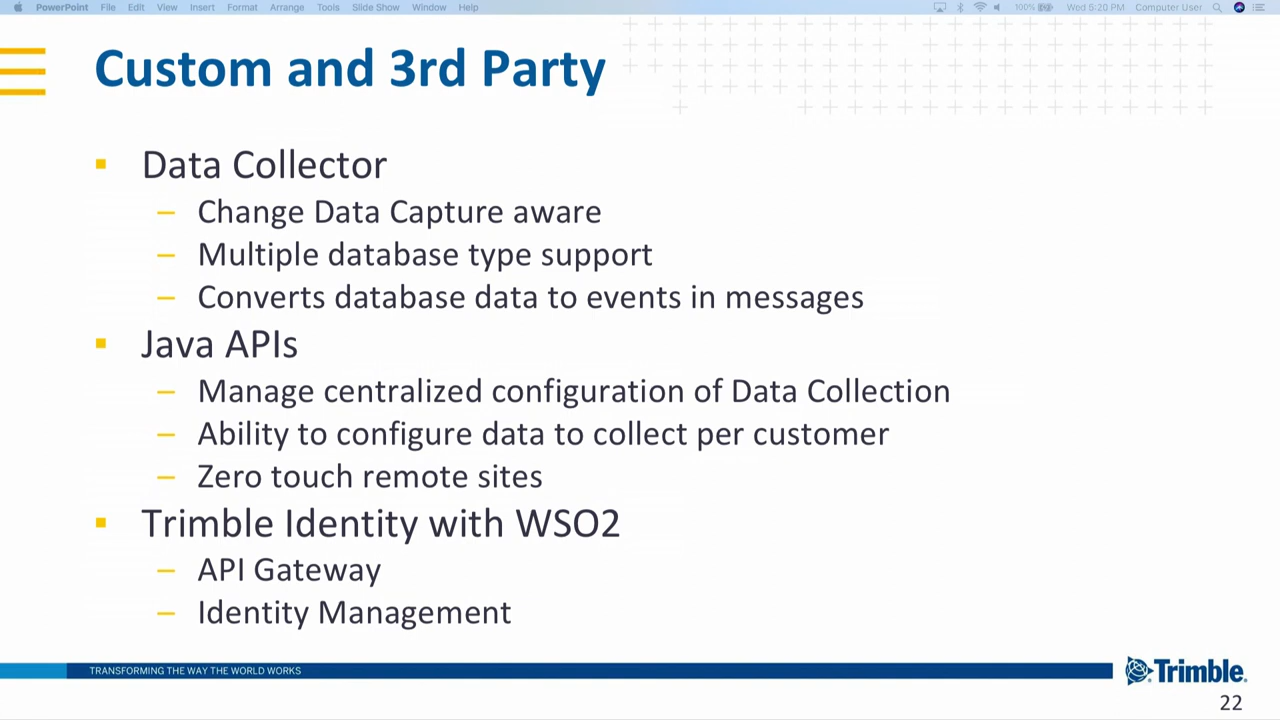 PowerPoint File Edit View Insert Format Arrange Tools Slide Show Window Help 100% Wed 5:20 PM Computer User
Custom and 3rd Party
▪ Data Collector
– Change Data Capture aware
– Multiple database type support
– Converts database data to events in messages
▪ Java APIs
– Manage centralized configuration of Data Collection
– Ability to configure data to collect per customer
– Zero touch remote sites
▪ Trimble Identity with WSO2
– API Gateway
– Identity Management
TRANSFORMING THE WAY THE WORLD WORKS
Trimble
22